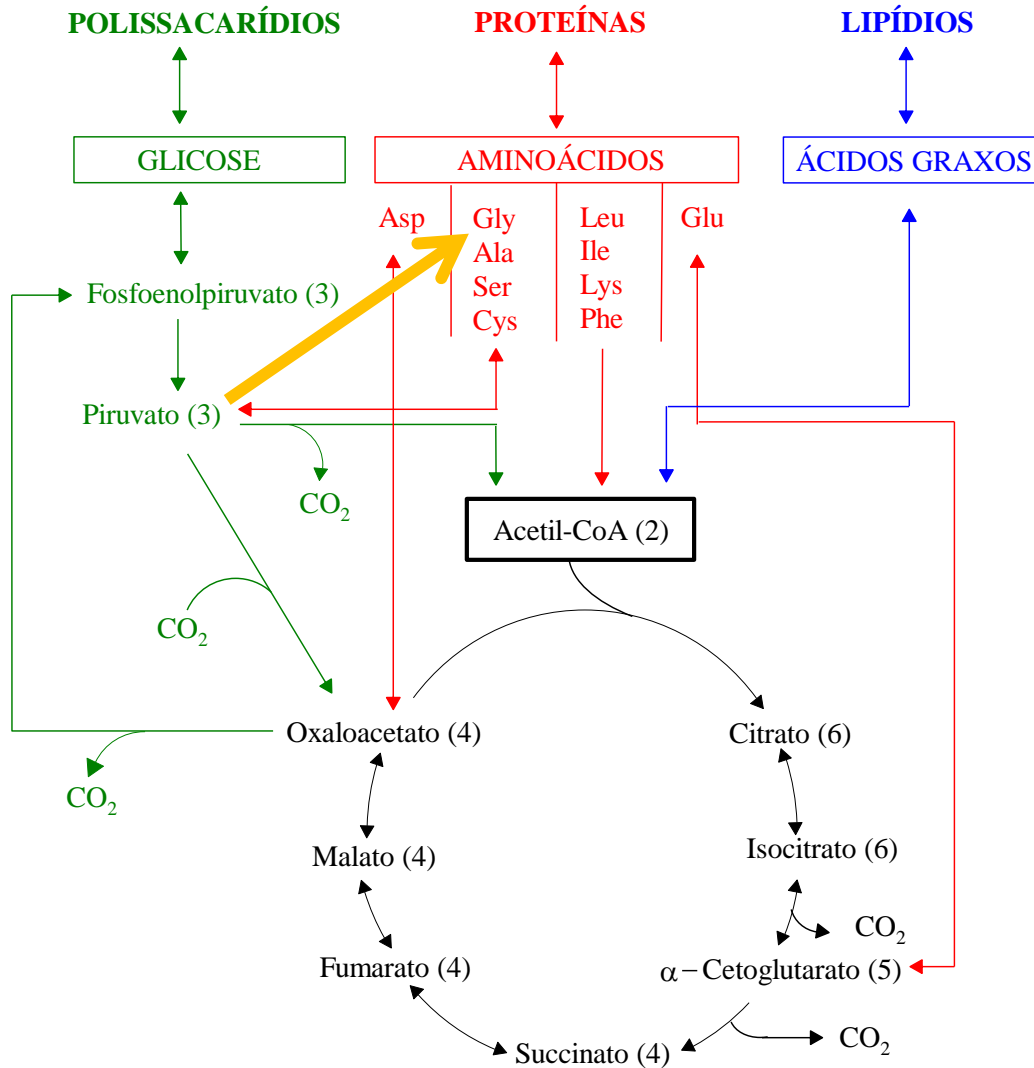 POLISSACARÍDIOS PROTEÍNAS LIPÍDIOS
GLICOSE AMINOÁCIDOS ÁCIDOS GRAXOS
Asp Gly Leu Glu
Ala Ile
Ser Lys
Cys Phe
Fosfoenolpiruvato (3)
Piruvato (3)
CO₂
Acetil-CoA (2)
CO₂
Oxaloacetato (4) Citrato (6)
CO₂
Malato (4) Isocitrato (6)
CO₂
Fumarato (4) α–Cetoglutarato (5)
CO₂
Succinato (4)